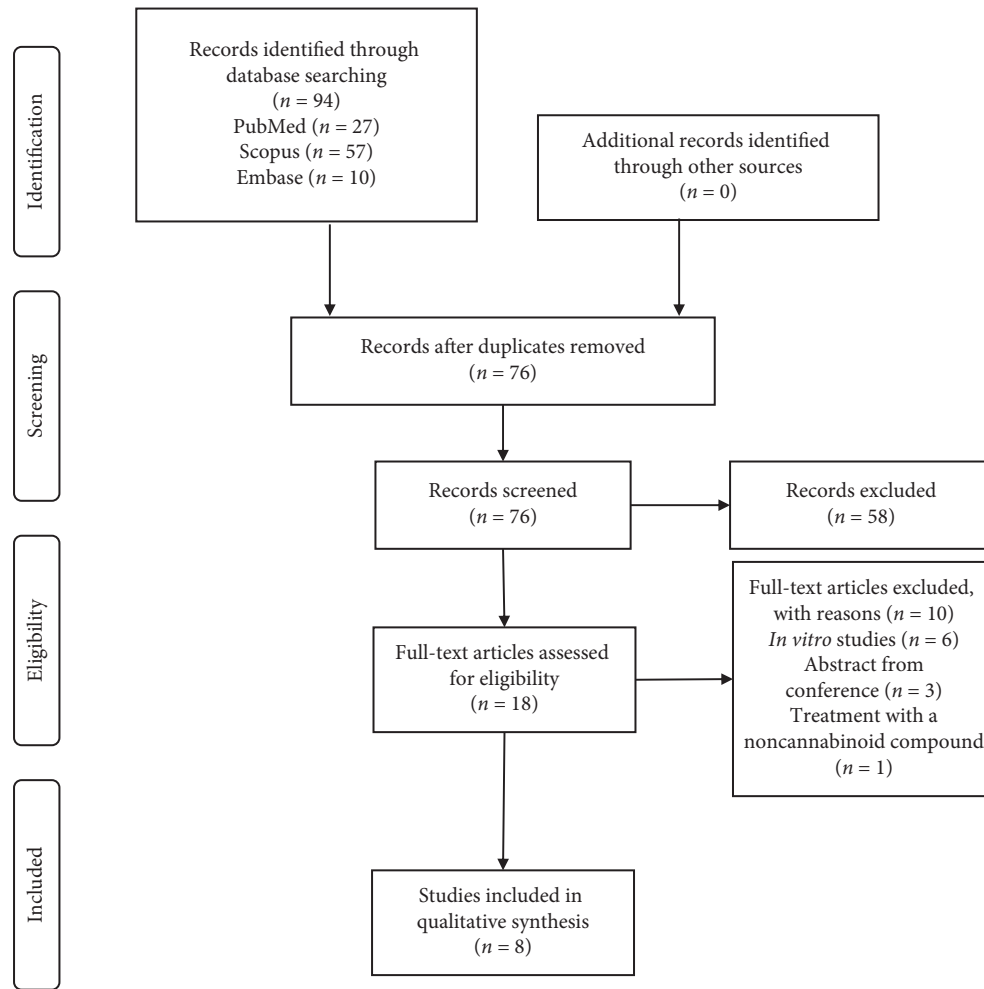 Identification
Records identified through
database searching
(n = 94)
PubMed (n = 27)
Scopus (n = 57)
Embase (n = 10)
Additional records identified
through other sources
(n = 0)
Screening
Records after duplicates removed
(n = 76)
Records screened
(n = 76)
Records excluded
(n = 58)
Eligibility
Full-text articles assessed
for eligibility
(n = 18)
Full-text articles excluded,
with reasons (n = 10)
In vitro studies (n = 6)
Abstract from
conference (n = 3)
Treatment with a
noncannabinoid compound
(n = 1)
Included
Studies included in
qualitative synthesis
(n = 8)